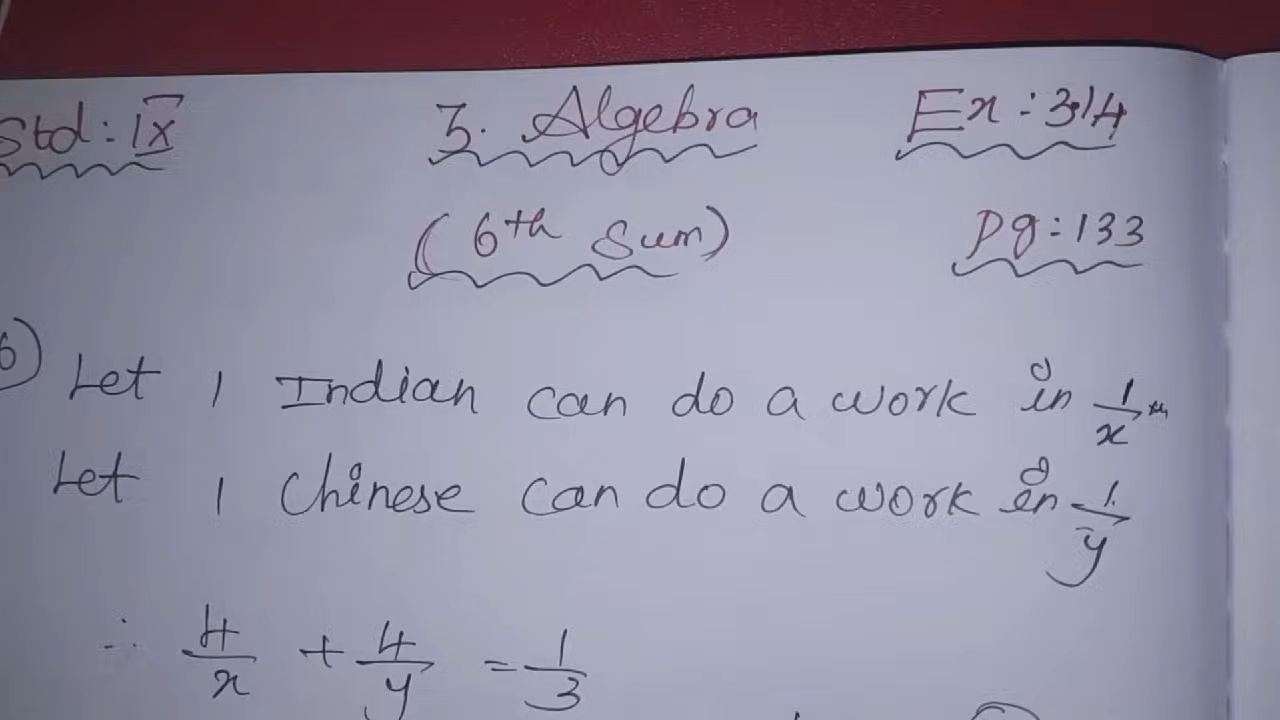 Std: IX 3. Algebra Ex: 3.14
(6th Sum) Pg: 133
6) Let 1 Indian can do a work in 1/x
Let 1 Chinese can do a work in 1/y
∴ 4/x + 4/y = 1/3